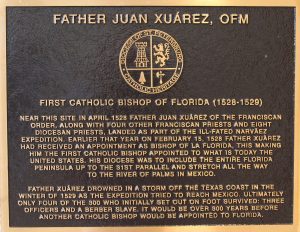 FATHER JUAN XUÁREZ, OFM
DIOCESE OF ST. PETERSBURG
CATHOLIC HERITAGE
FIRST CATHOLIC BISHOP OF FLORIDA (1528-1529)
NEAR THIS SITE IN APRIL 1528 FATHER JUAN XUÁREZ OF THE FRANCISCAN
ORDER, ALONG WITH FOUR OTHER FRANCISCAN PRIESTS AND EIGHT
DIOCESAN PRIESTS, LANDED AS PART OF THE ILL-FATED NARVÁEZ
EXPEDITION. EARLIER THAT YEAR ON FEBRUARY 15, 1528 FATHER XUÁREZ
HAD RECEIVED AN APPOINTMENT AS BISHOP OF LA FLORIDA, THIS MAKING
HIM THE FIRST CATHOLIC BISHOP APPOINTED TO WHAT IS TODAY THE
UNITED STATES. HIS DIOCESE WAS TO INCLUDE THE ENTIRE FLORIDA
PENINSULA UP TO THE 31ST PARALLEL AND STRETCH ALL THE WAY
TO THE RIVER OF PALMS IN MEXICO.
FATHER XUÁREZ DROWNED IN A STORM OFF THE TEXAS COAST IN THE
WINTER OF 1529 AS THE EXPEDITION TRIED TO REACH MEXICO. ULTIMATELY
ONLY FOUR OF THE 300 WHO INITIALLY SET OUT ON FOOT SURVIVED: THREE
OFFICERS AND A BERBER SLAVE. IT WOULD BE OVER 300 YEARS BEFORE
ANOTHER CATHOLIC BISHOP WOULD BE APPOINTED TO FLORIDA.